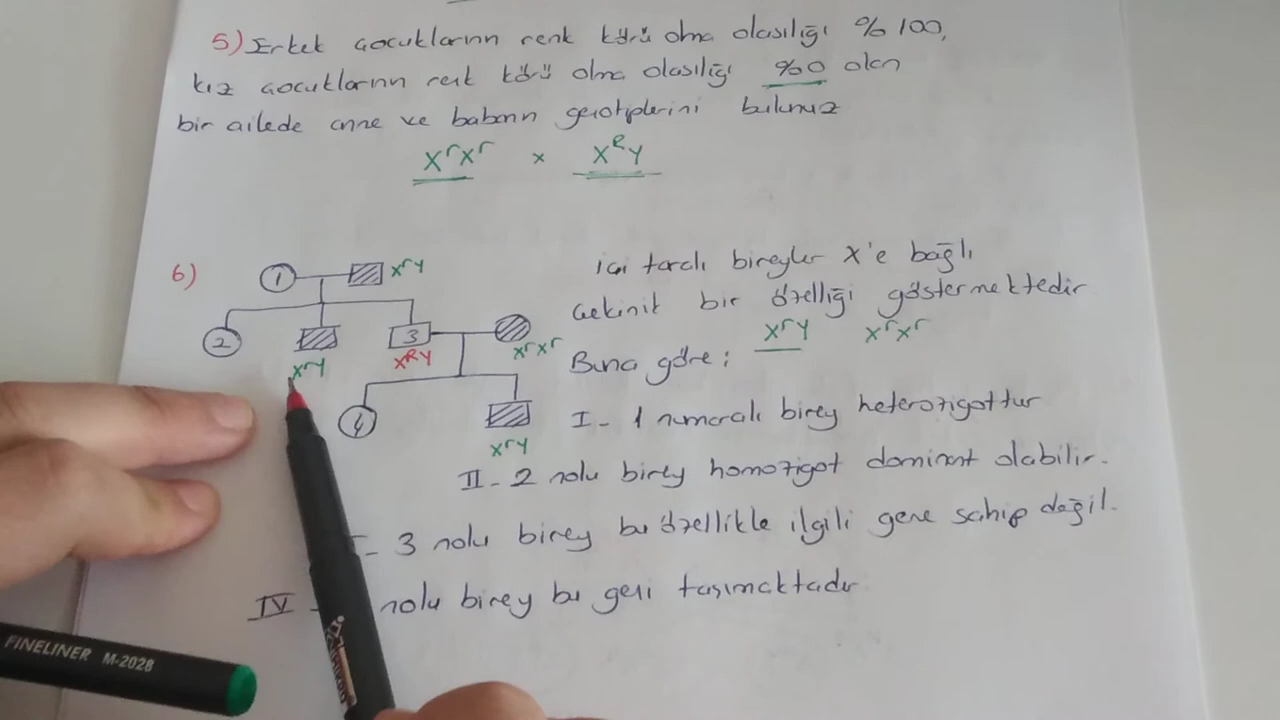 5) Erkek çocuklarının renk körü olma olasılığı % 100,
kız çocuklarının renk körü olma olasılığı %0 olan
bir ailede anne ve babanın genotiplerini bulunuz
XʳXʳ × XᴿY
6)
1 XʳY
2 3
XʳY XᴿY XʳXʳ
4
XʳY
içi taralı bireyler X'e bağlı
çekinik bir özelliği göstermektedir
XʳY XʳXʳ
Buna göre:
I- 1 numaralı birey heterozigottur
II- 2 nolu birey homozigot dominant olabilir.
- 3 nolu birey bu özellikle ilgili gene sahip değil.
IV - nolu birey bu geni taşımaktadır
FINELINER M-2028